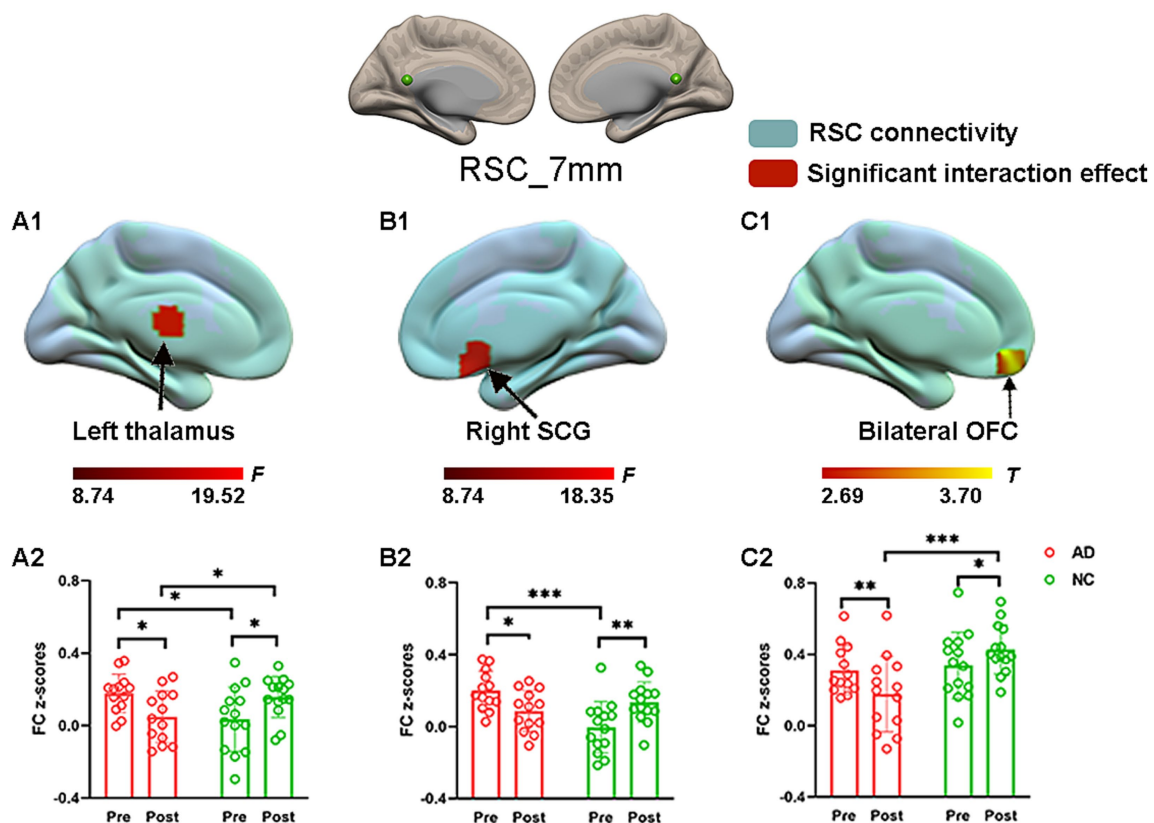 RSC_7mm
RSC connectivity
Significant interaction effect
A1
B1
C1
Left thalamus
Right SCG
Bilateral OFC
F
8.74 19.52
F
8.74 18.35
T
2.69 3.70
A2
B2
C2
AD
NC
FC z-scores
0.8
0.4
0.0
-0.4
* * * *
Pre Post Pre Post
FC z-scores
0.8
0.4
0.0
-0.4
*** * **
Pre Post Pre Post
FC z-scores
0.8
0.4
0.0
-0.4
*** ** *
Pre Post Pre Post